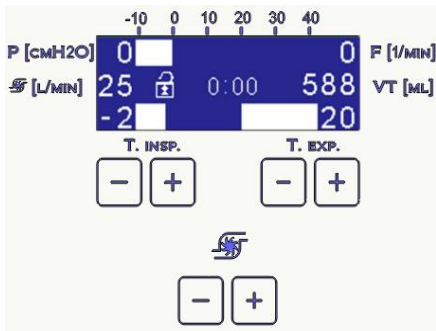 -10 0 10 20 30 40
P [CMH2O] 0 0 F [1/MIN]
[L/MIN] 25 0:00 588 VT [ML]
-2 20
T. INSP. T. EXP.
- + - +
- +